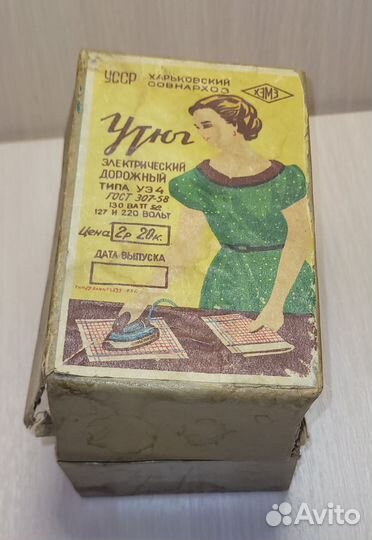 УССР ХАРЬКОВСКИЙ
СОВНАРХОЗ
ХЭМЗ
Утюг
ЭЛЕКТРИЧЕСКИЙ
ДОРОЖНЫЙ
ТИПА УЭ4
ГОСТ 307-58
130 ВАТТ
127 И 220 ВОЛЬТ
Цена 2р 20к.
ДАТА ВЫПУСКА
Avito